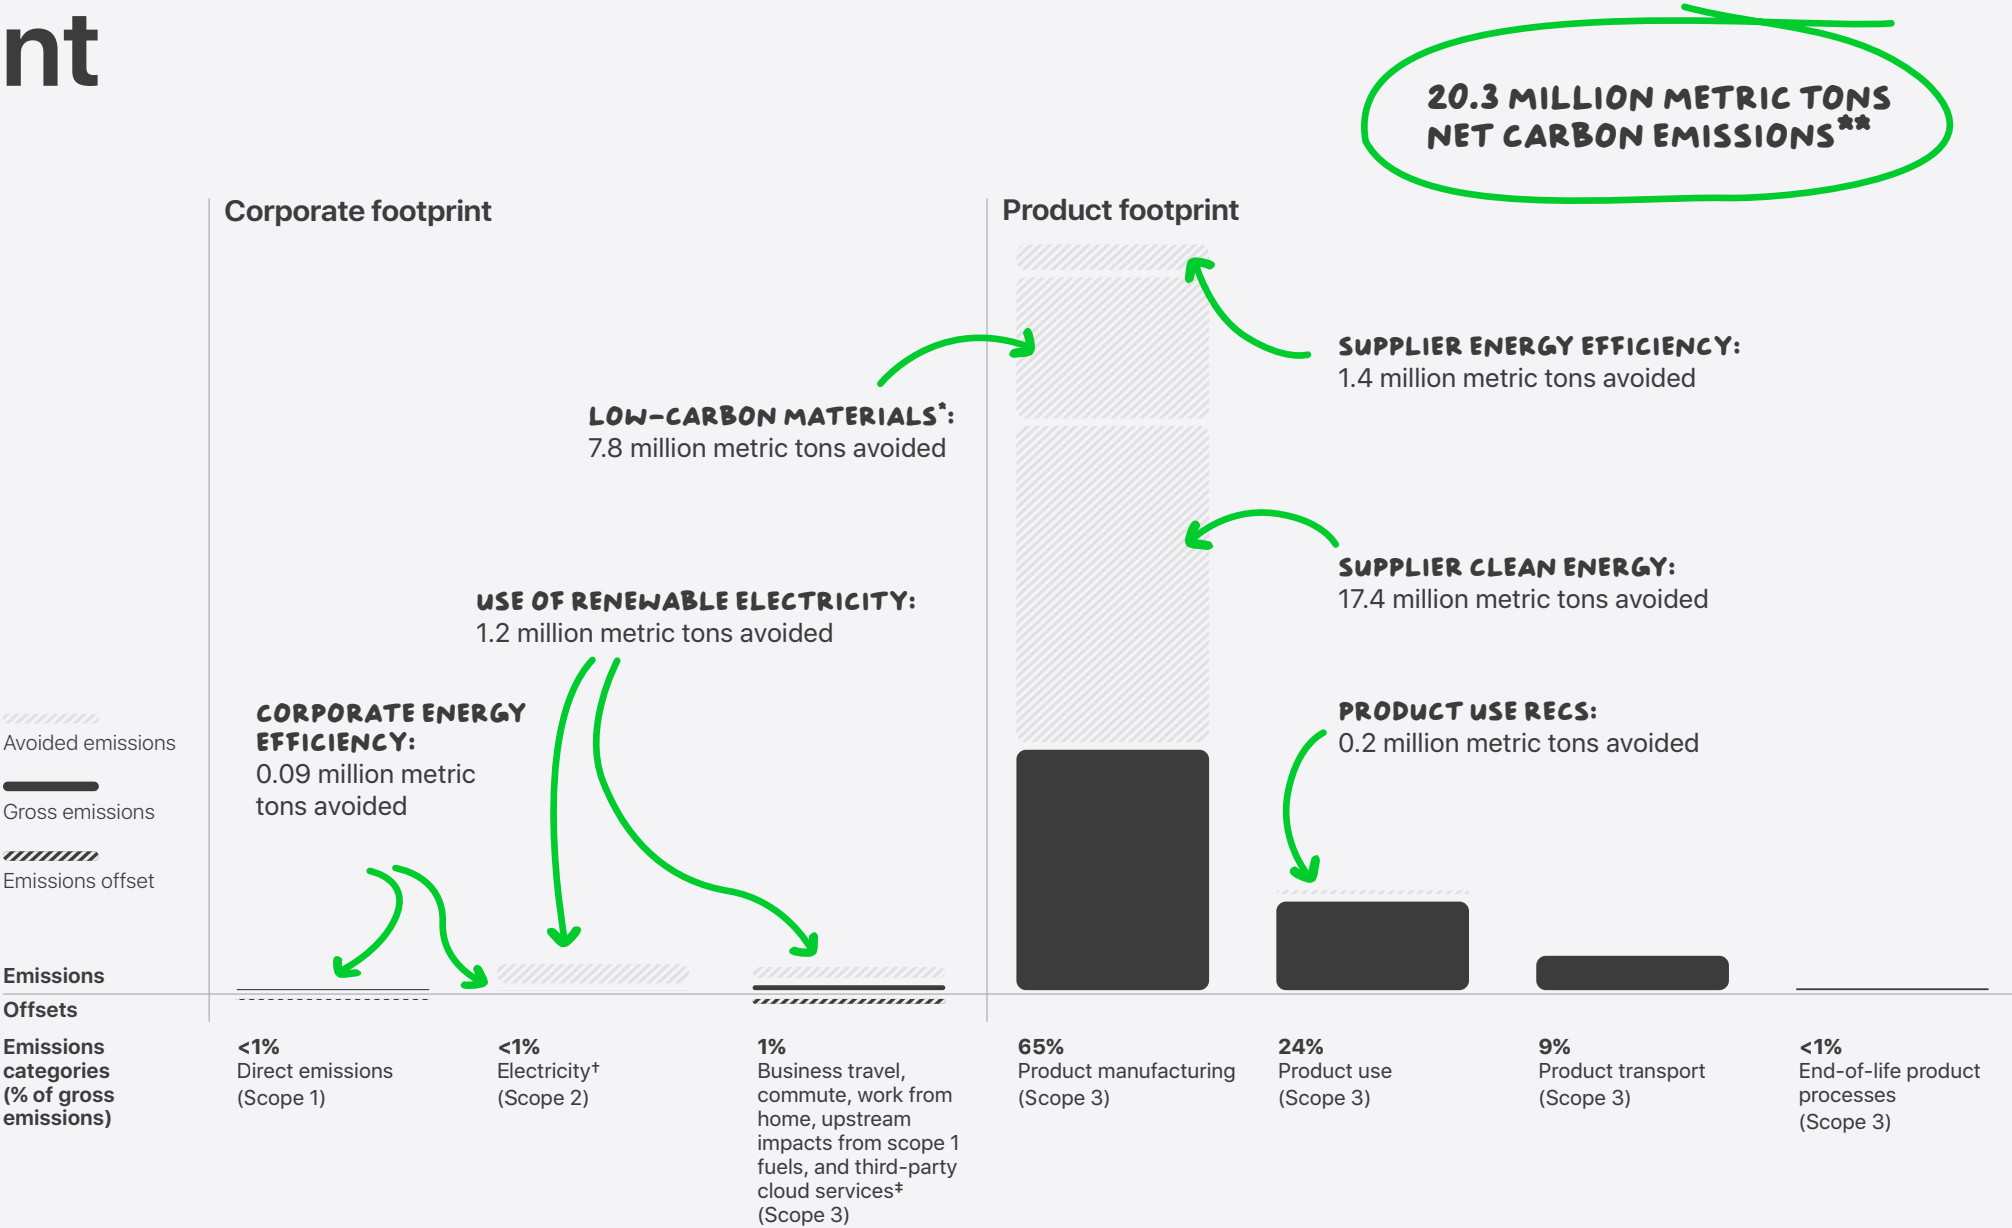 nt
20.3 MILLION METRIC TONS
NET CARBON EMISSIONS**
Corporate footprint
Product footprint
SUPPLIER ENERGY EFFICIENCY:
1.4 million metric tons avoided
LOW-CARBON MATERIALS*:
7.8 million metric tons avoided
SUPPLIER CLEAN ENERGY:
17.4 million metric tons avoided
USE OF RENEWABLE ELECTRICITY:
1.2 million metric tons avoided
CORPORATE ENERGY
EFFICIENCY:
0.09 million metric
tons avoided
PRODUCT USE RECS:
0.2 million metric tons avoided
Avoided emissions
Gross emissions
Emissions offset
Emissions
Offsets
Emissions
categories
(% of gross
emissions)
<1%
Direct emissions
(Scope 1)
<1%
Electricity†
(Scope 2)
1%
Business travel,
commute, work from
home, upstream
impacts from scope 1
fuels, and third-party
cloud services‡
(Scope 3)
65%
Product manufacturing
(Scope 3)
24%
Product use
(Scope 3)
9%
Product transport
(Scope 3)
<1%
End-of-life product
processes
(Scope 3)